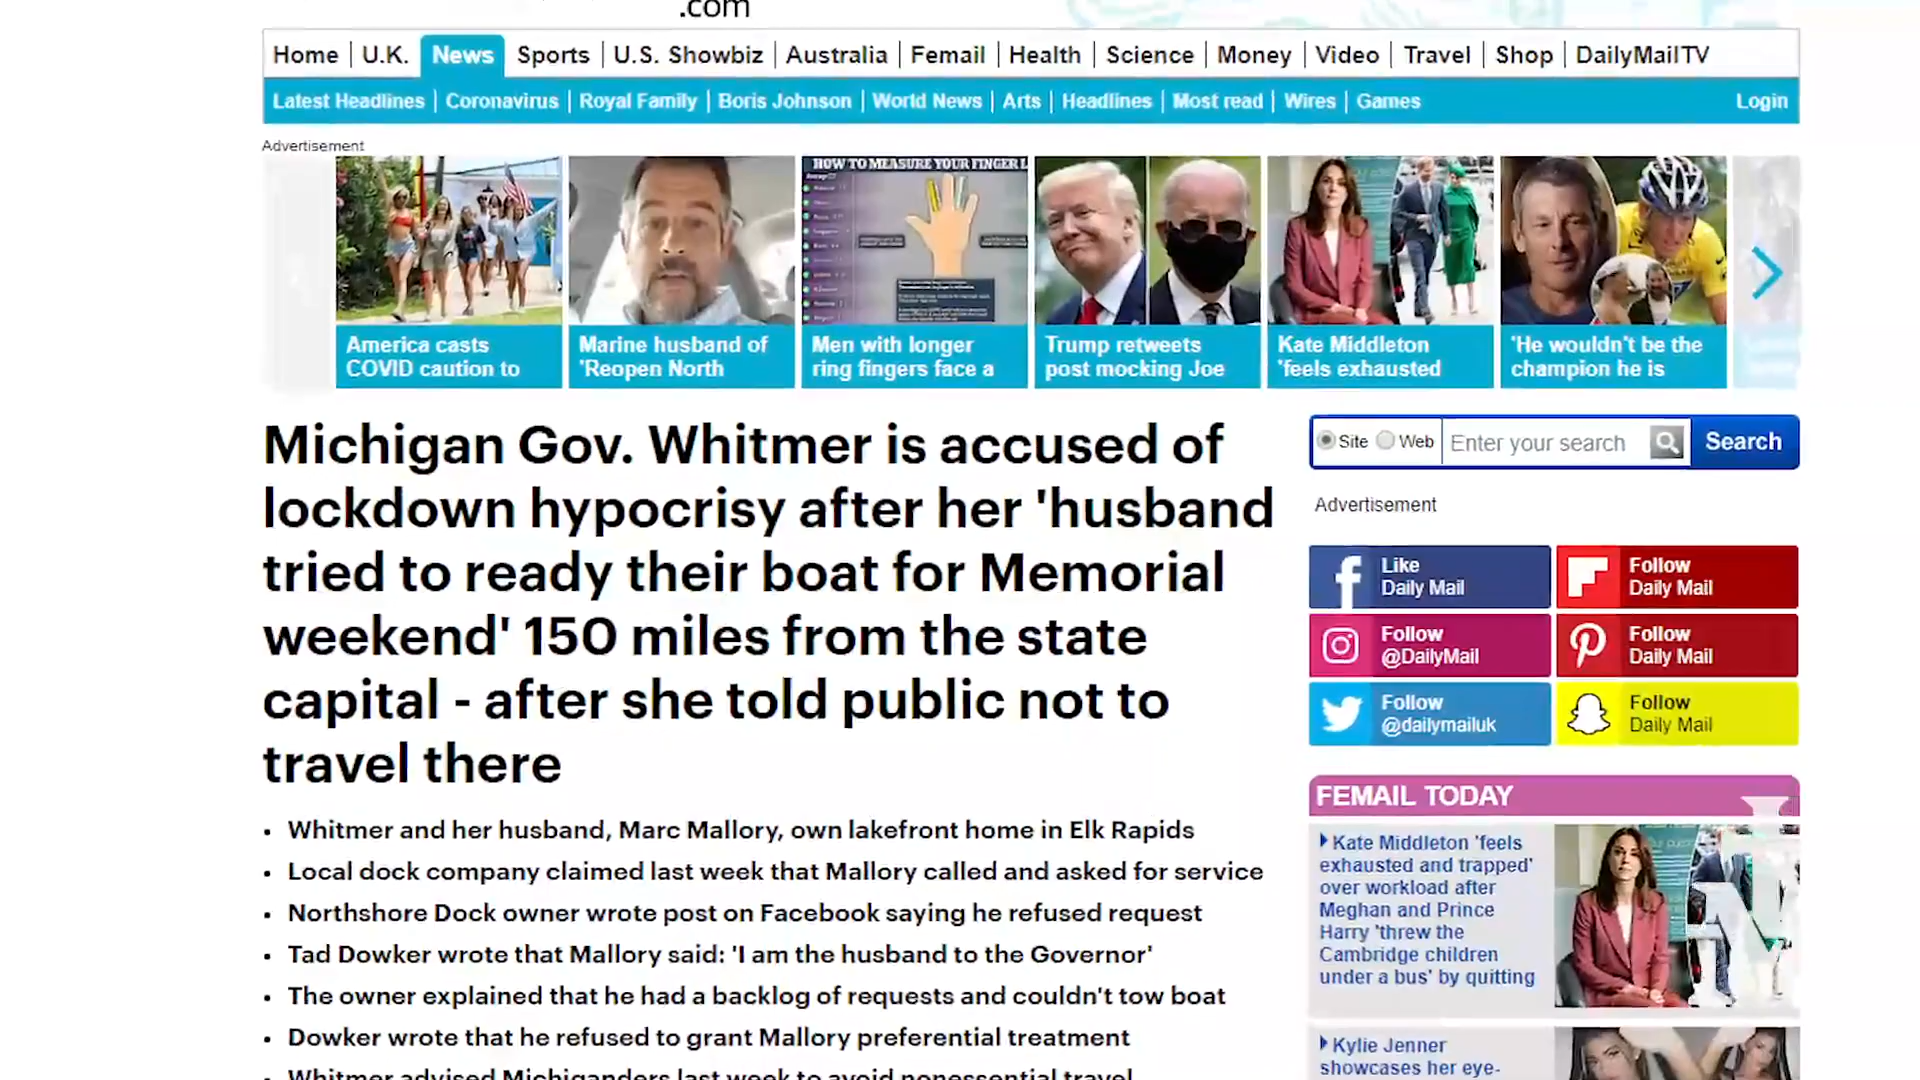 .com
Home U.K. News Sports U.S. Showbiz Australia Femail Health Science Money Video Travel Shop DailyMailTV
Latest Headlines Coronavirus Royal Family Boris Johnson World News Arts Headlines Most read Wires Games Login
Advertisement
HOW TO MEASURE YOUR FINGER L
America casts
COVID caution to
Marine husband of
'Reopen North
Men with longer
ring fingers face a
Trump retweets
post mocking Joe
Kate Middleton
'feels exhausted
'He wouldn't be the
champion he is
Michigan Gov. Whitmer is accused of
lockdown hypocrisy after her 'husband
tried to ready their boat for Memorial
weekend' 150 miles from the state
capital - after she told public not to
travel there
• Whitmer and her husband, Marc Mallory, own lakefront home in Elk Rapids
• Local dock company claimed last week that Mallory called and asked for service
• Northshore Dock owner wrote post on Facebook saying he refused request
• Tad Dowker wrote that Mallory said: 'I am the husband to the Governor'
• The owner explained that he had a backlog of requests and couldn't tow boat
• Dowker wrote that he refused to grant Mallory preferential treatment
• Whitmer advised Michiganders last week to avoid nonessential travel
Site Web Enter your search Search
Advertisement
Like
Daily Mail
Follow
Daily Mail
Follow
@DailyMail
Follow
Daily Mail
Follow
@dailymailuk
Follow
Daily Mail
FEMAIL TODAY
Kate Middleton 'feels
exhausted and trapped'
over workload after
Meghan and Prince
Harry 'threw the
Cambridge children
under a bus' by quitting
Kylie Jenner
showcases her eye-